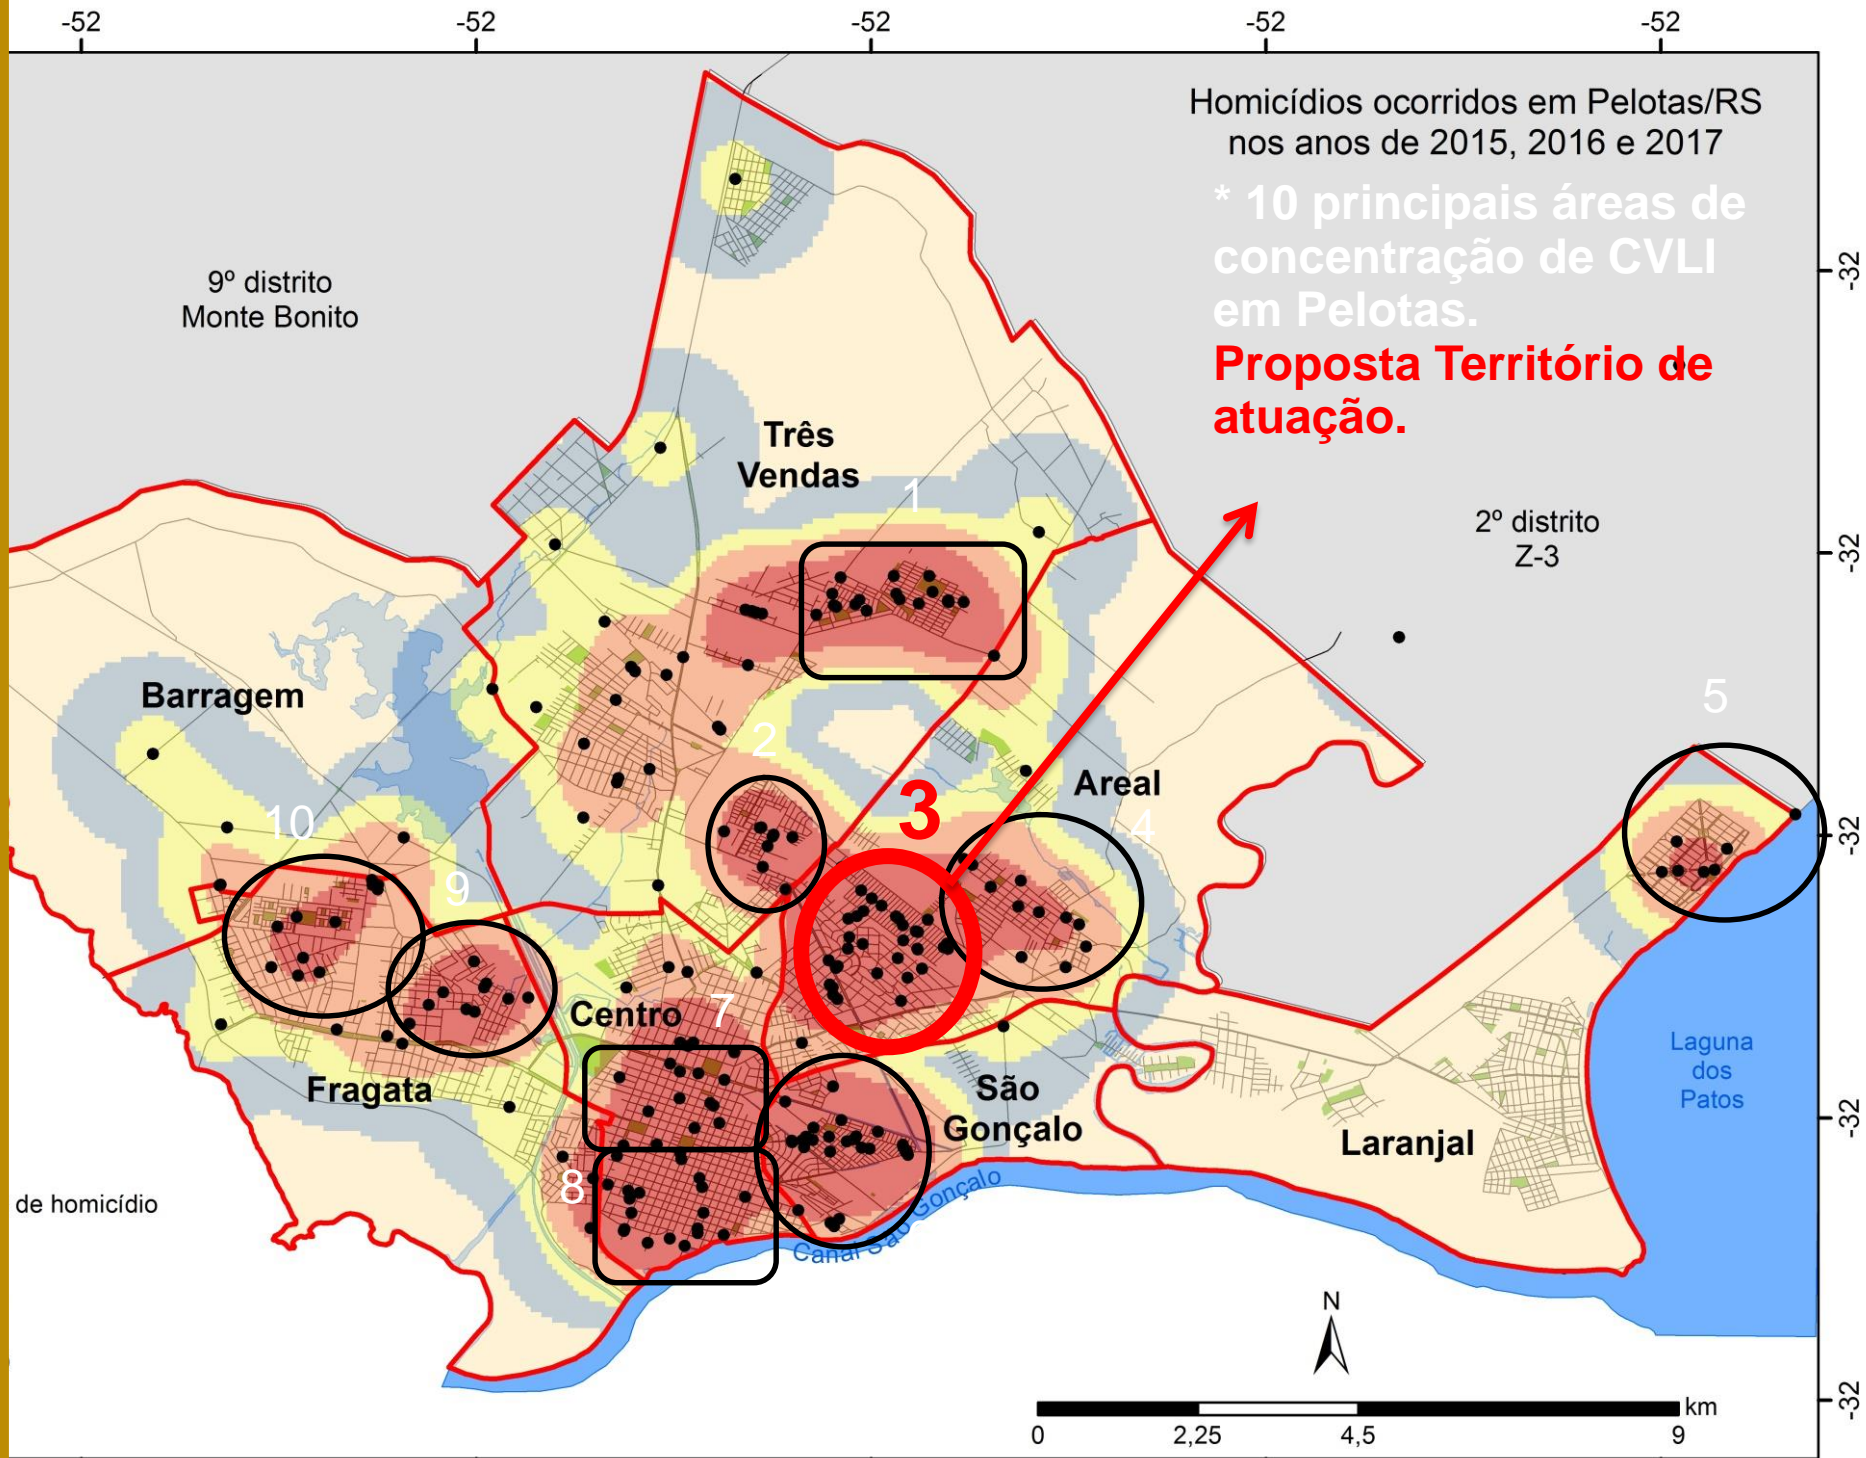 -52 -52 -52 -52 -52
Homicídios ocorridos em Pelotas/RS
nos anos de 2015, 2016 e 2017
* 10 principais áreas de
concentração de CVLI
em Pelotas.
Proposta Território de
atuação.
-32
9º distrito
Monte Bonito
Três
Vendas
1
2º distrito
Z-3
-32
Barragem
5
2
Areal
3
4
10
-32
9
Centro
7
Fragata
São
Gonçalo
Laguna
dos
Patos
-32
Laranjal
8
de homicídio
Canal São Gonçalo
N
-32
km
0 2,25 4,5 9